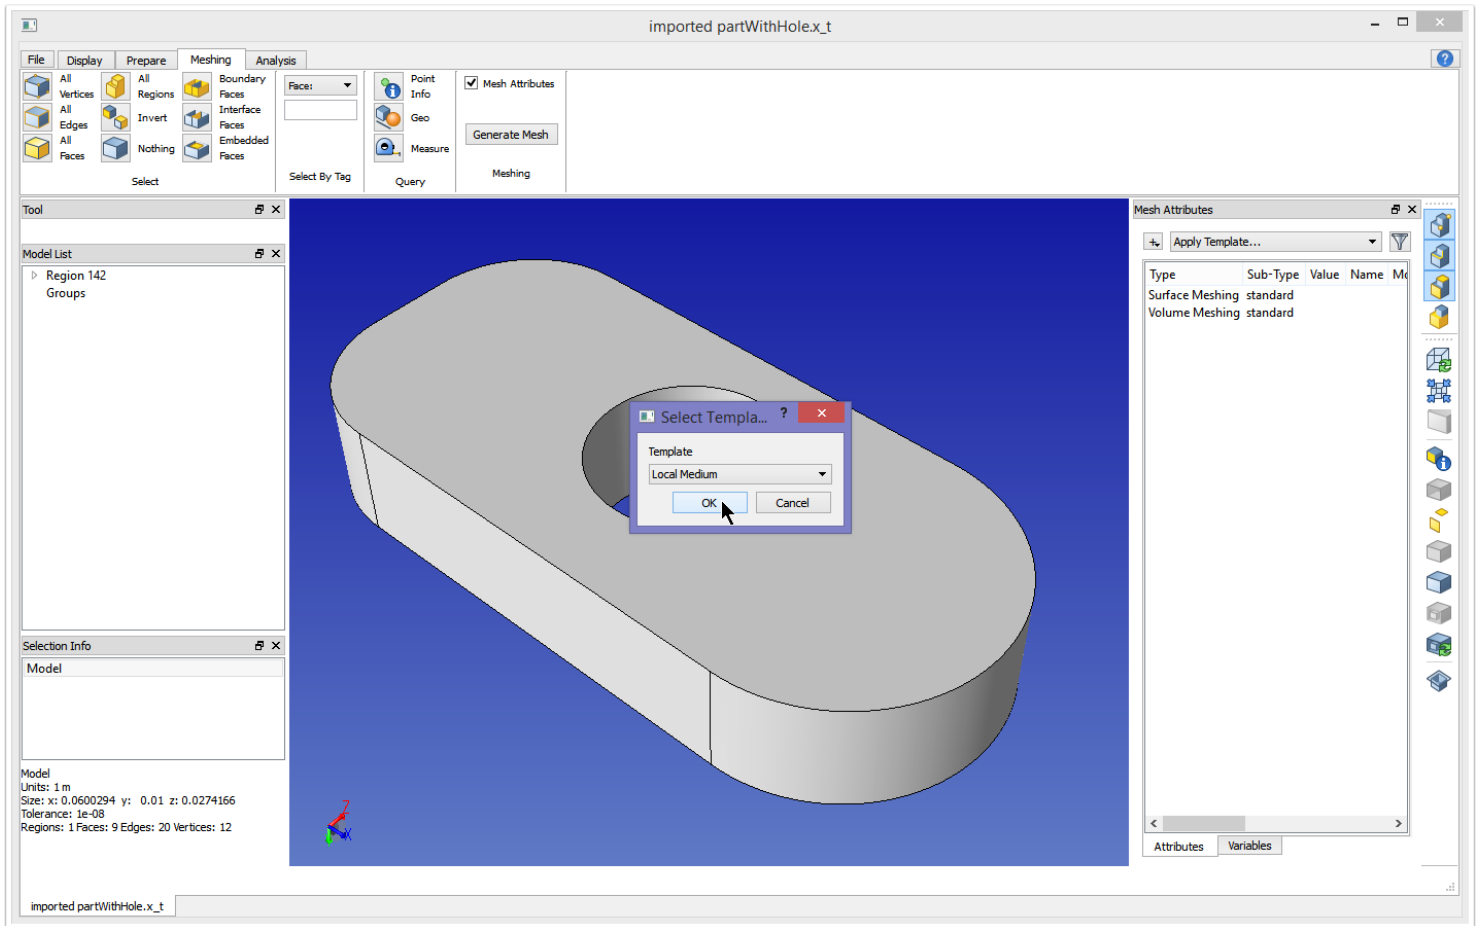 imported partWithHole.x_t
File Display Prepare Meshing Analysis
All Vertices
All Regions
Boundary Faces
All Edges
Invert
Interface Faces
All Faces
Nothing
Embedded Faces
Select
Face:
Select By Tag
Point Info
Geo
Measure
Query
Mesh Attributes
Generate Mesh
Meshing
Tool
Model List
Region 142
Groups
Selection Info
Model
Model
Units: 1 m
Size: x: 0.0600294 y: 0.01 z: 0.0274166
Tolerance: 1e-08
Regions: 1 Faces: 9 Edges: 20 Vertices: 12
Select Templa... ?
Template
Local Medium
OK Cancel
Z
X
Mesh Attributes
Apply Template...
Type Sub-Type Value Name Mo
Surface Meshing standard
Volume Meshing standard
Attributes Variables
imported partWithHole.x_t